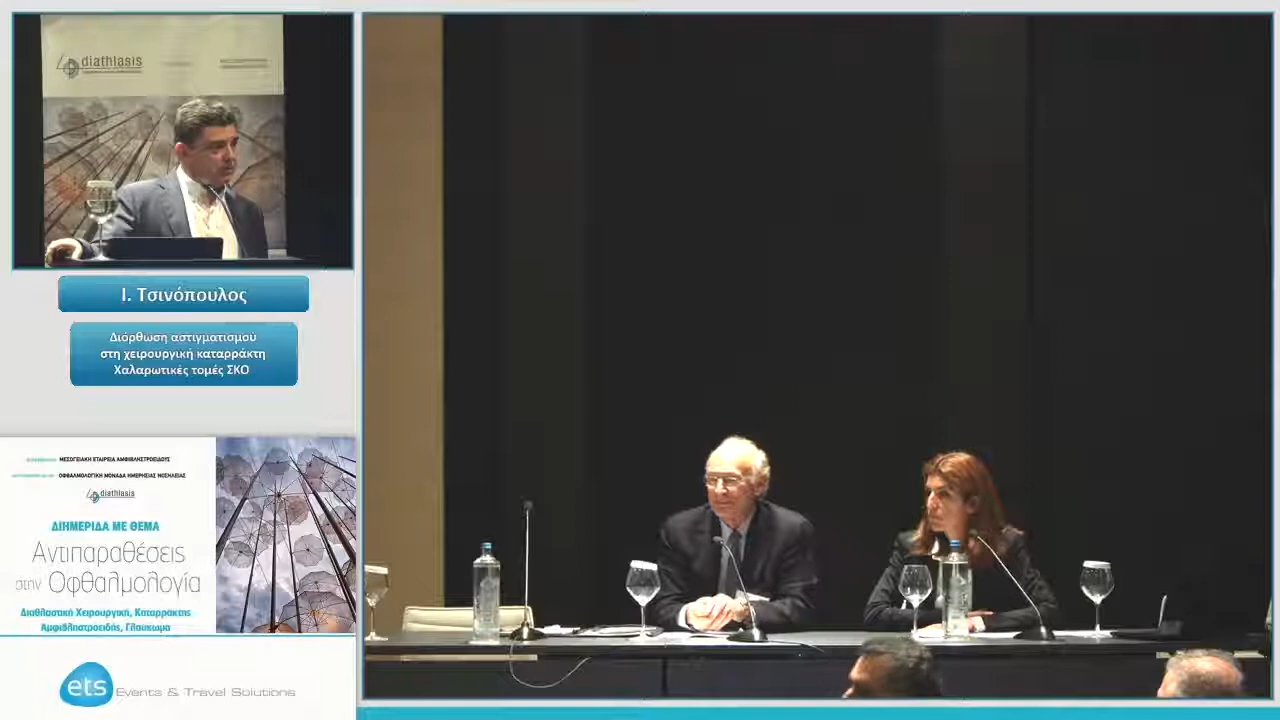 diathlasis
Ι. Τσινόπουλος
Διόρθωση αστιγματισμού
στη χειρουργική καταρράκτη
Χαλαρωτικές τομές ΣΚΟ
ΜΕΣΟΓΕΙΑΚΗ ΕΤΑΙΡΕΙΑ ΑΜΦΙΒΛΗΣΤΡΟΕΙΔΟΥΣ
ΟΦΘΑΛΜΟΛΟΓΙΚΗ ΜΟΝΑΔΑ ΗΜΕΡΗΣΙΑΣ ΝΟΣΗΛΕΙΑΣ
diathlasis
ΔΙΗΜΕΡΙΔΑ ΜΕ ΘΕΜΑ
Αντιπαραθέσεις
στην Οφθαλμολογία
Διαθλαστική Χειρουργική, Καταρράκτης
Αμφιβληστροειδής, Γλαύκωμα
ets Events & Travel Solutions